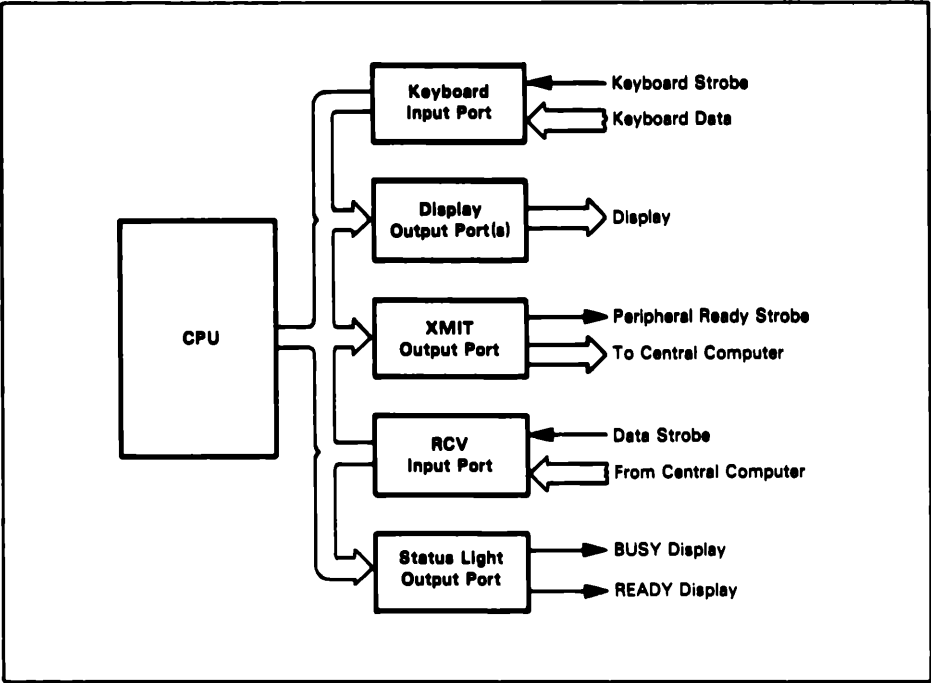 Keyboard
Input Port
Keyboard Strobe
Keyboard Data
Display
Output Port(s)
Display
CPU
XMIT
Output Port
Peripheral Ready Strobe
To Central Computer
RCV
Input Port
Data Strobe
From Central Computer
Status Light
Output Port
BUSY Display
READY Display